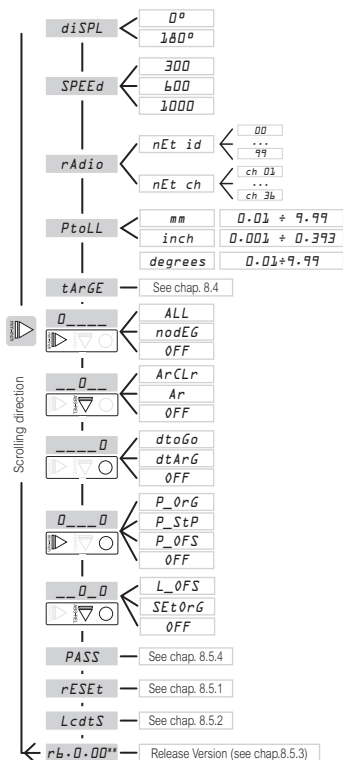 diSPL
0°
180°
SPEEd
300
600
1000
rAdio
nEt id
00
...
99
nEt ch
ch 01
...
ch 36
PtoLL
mm
0.01 ÷ 9.99
inch
0.001 ÷ 0.393
degrees
0.01÷9.99
tArGE
See chap. 8.4
0____
ALL
nodEG
OFF
__0__
ArCLr
Ar
OFF
____0
dtoGo
dtArG
OFF
0___0
P_OrG
P_StP
P_OFS
OFF
__0_0
L_OFS
SEtOrG
OFF
PASS
See chap. 8.5.4
rESEt
See chap. 8.5.1
LcdtS
See chap. 8.5.2
rb.0.00**
Release Version (see chap.8.5.3)
Scrolling direction